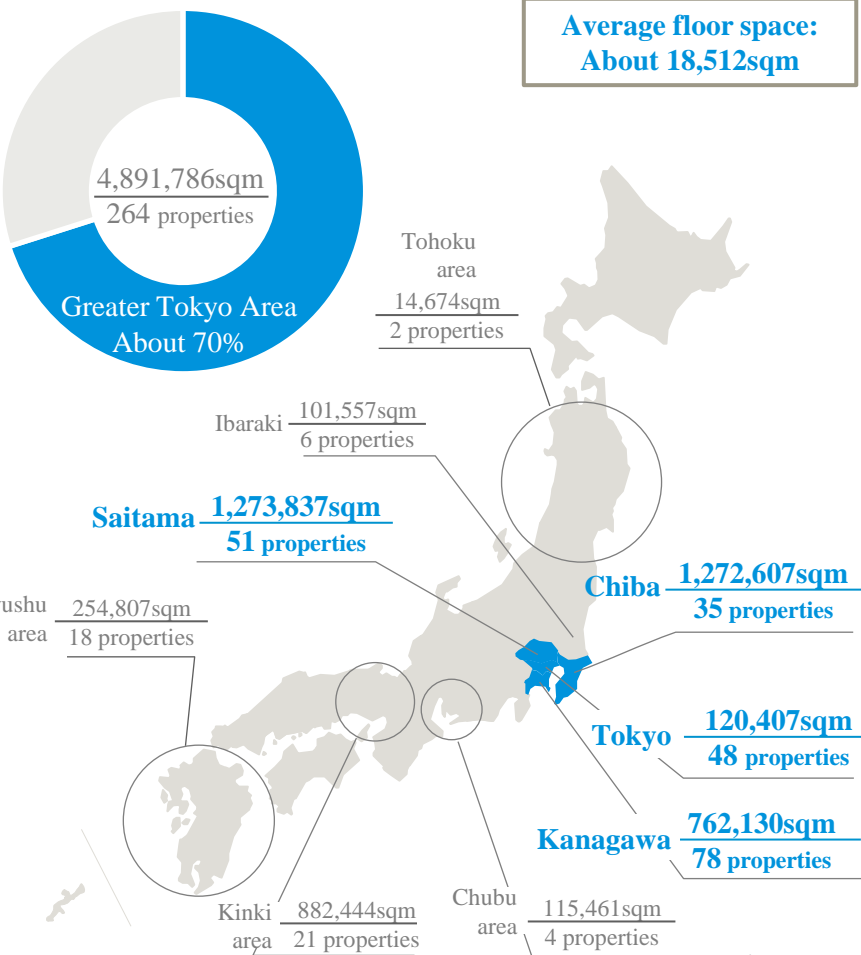 Average floor space:
About 18,512sqm
4,891,786sqm
264 properties
Greater Tokyo Area
About 70%
Tohoku
area
14,674sqm
2 properties
Ibaraki
101,557sqm
6 properties
Saitama
1,273,837sqm
51 properties
Chiba
1,272,607sqm
35 properties
yushu
area
254,807sqm
18 properties
Tokyo
120,407sqm
48 properties
Kanagawa
762,130sqm
78 properties
Kinki
area
882,444sqm
21 properties
Chubu
area
115,461sqm
4 properties